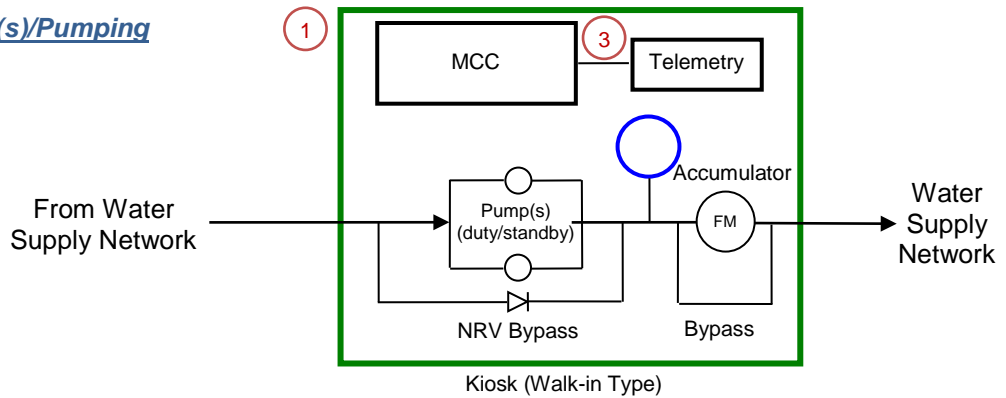 (s)/Pumping
1
3
MCC
Telemetry
Accumulator
From Water
Supply Network
Pump(s)
(duty/standby)
FM
Water
Supply
Network
NRV Bypass
Bypass
Kiosk (Walk-in Type)